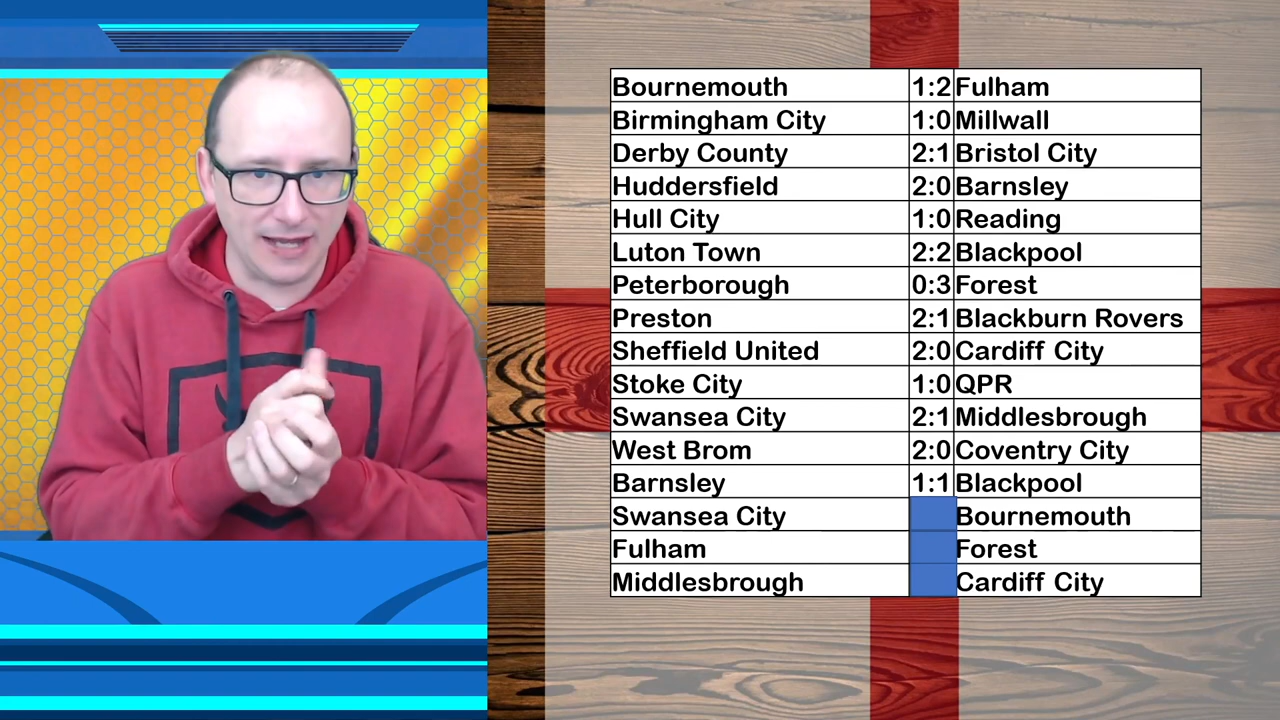 Bournemouth 1:2 Fulham
Birmingham City 1:0 Millwall
Derby County 2:1 Bristol City
Huddersfield 2:0 Barnsley
Hull City 1:0 Reading
Luton Town 2:2 Blackpool
Peterborough 0:3 Forest
Preston 2:1 Blackburn Rovers
Sheffield United 2:0 Cardiff City
Stoke City 1:0 QPR
Swansea City 2:1 Middlesbrough
West Brom 2:0 Coventry City
Barnsley 1:1 Blackpool
Swansea City Bournemouth
Fulham Forest
Middlesbrough Cardiff City